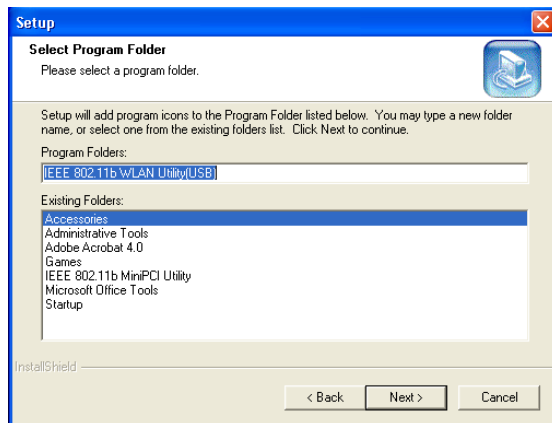 Setup
Select Program Folder
Please select a program folder.
Setup will add program icons to the Program Folder listed below. You may type a new folder
name, or select one from the existing folders list. Click Next to continue.
Program Folders:
IEEE 802.11b WLAN Utility(USB)
Existing Folders:
Accessories
Administrative Tools
Adobe Acrobat 4.0
Games
IEEE 802.11b MiniPCI Utility
Microsoft Office Tools
Startup
InstallShield
< Back Next > Cancel